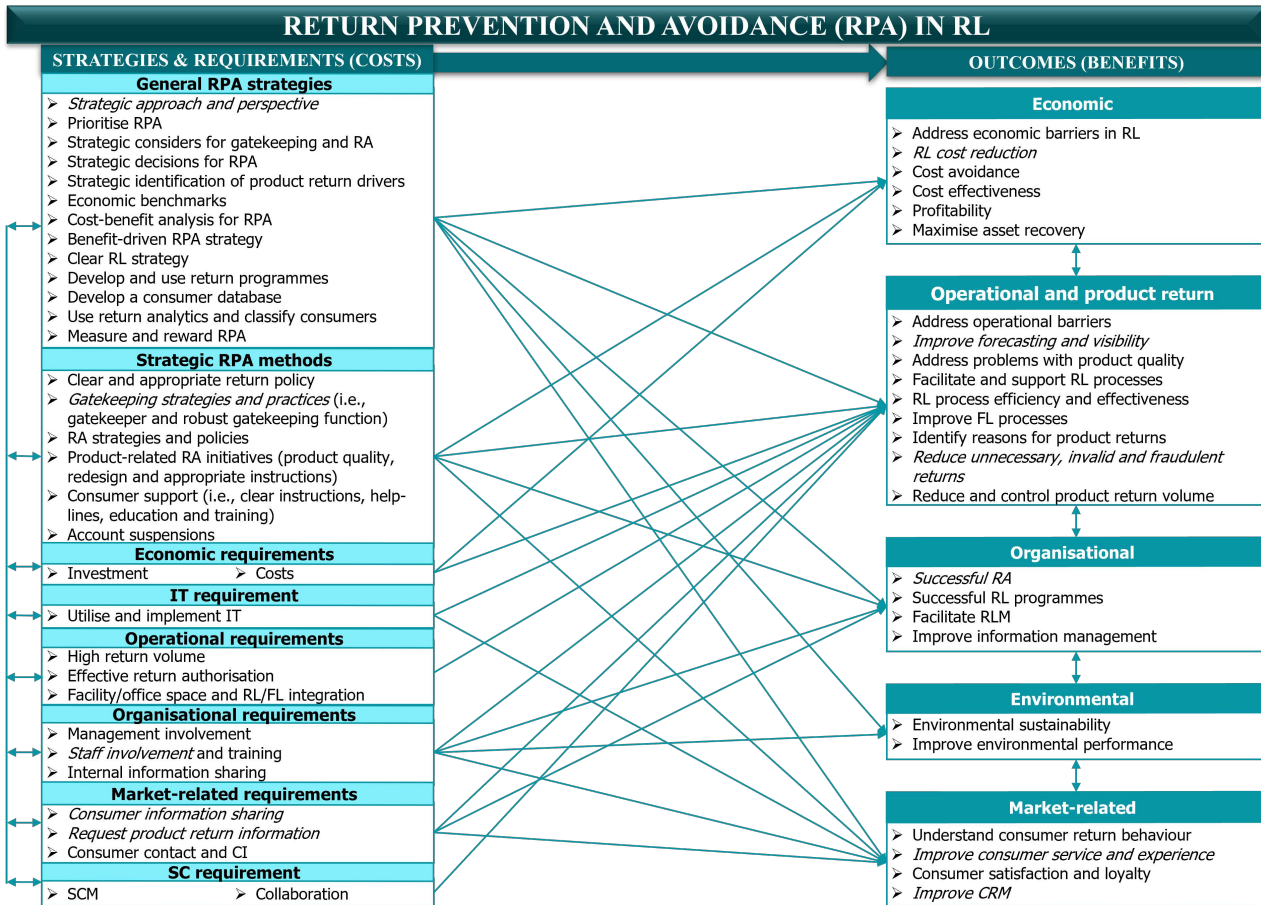 RETURN PREVENTION AND AVOIDANCE (RPA) IN RL
STRATEGIES & REQUIREMENTS (COSTS)
General RPA strategies
➢ Strategic approach and perspective
➢ Prioritise RPA
➢ Strategic considers for gatekeeping and RA
➢ Strategic decisions for RPA
➢ Strategic identification of product return drivers
➢ Economic benchmarks
➢ Cost-benefit analysis for RPA
➢ Benefit-driven RPA strategy
➢ Clear RL strategy
➢ Develop and use return programmes
➢ Develop a consumer database
➢ Use return analytics and classify consumers
➢ Measure and reward RPA
Strategic RPA methods
➢ Clear and appropriate return policy
➢ Gatekeeping strategies and practices (i.e.,
gatekeeper and robust gatekeeping function)
➢ RA strategies and policies
➢ Product-related RA initiatives (product quality,
redesign and appropriate instructions)
➢ Consumer support (i.e., clear instructions, help-
lines, education and training)
➢ Account suspensions
Economic requirements
➢ Investment ➢ Costs
IT requirement
➢ Utilise and implement IT
Operational requirements
➢ High return volume
➢ Effective return authorisation
➢ Facility/office space and RL/FL integration
Organisational requirements
➢ Management involvement
➢ Staff involvement and training
➢ Internal information sharing
Market-related requirements
➢ Consumer information sharing
➢ Request product return information
➢ Consumer contact and CI
SC requirement
➢ SCM ➢ Collaboration
OUTCOMES (BENEFITS)
Economic
➢ Address economic barriers in RL
➢ RL cost reduction
➢ Cost avoidance
➢ Cost effectiveness
➢ Profitability
➢ Maximise asset recovery
Operational and product return
➢ Address operational barriers
➢ Improve forecasting and visibility
➢ Address problems with product quality
➢ Facilitate and support RL processes
➢ RL process efficiency and effectiveness
➢ Improve FL processes
➢ Identify reasons for product returns
➢ Reduce unnecessary, invalid and fraudulent
returns
➢ Reduce and control product return volume
Organisational
➢ Successful RA
➢ Successful RL programmes
➢ Facilitate RLM
➢ Improve information management
Environmental
➢ Environmental sustainability
➢ Improve environmental performance
Market-related
➢ Understand consumer return behaviour
➢ Improve consumer service and experience
➢ Consumer satisfaction and loyalty
➢ Improve CRM